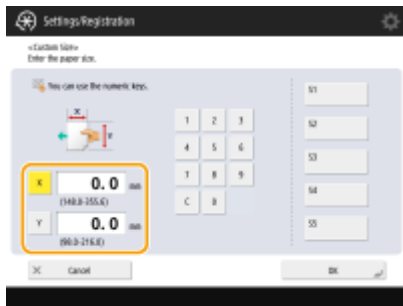 Settings/Registration
<Custom Size>
Enter the paper size.
You can use the numeric keys.
X
Y
1 2 3
4 5 6
7 8 9
C 0
X 0.0 mm
(148.0-355.6)
Y 0.0 mm
(98.0-216.0)
S1
S2
S3
S4
S5
Cancel
OK